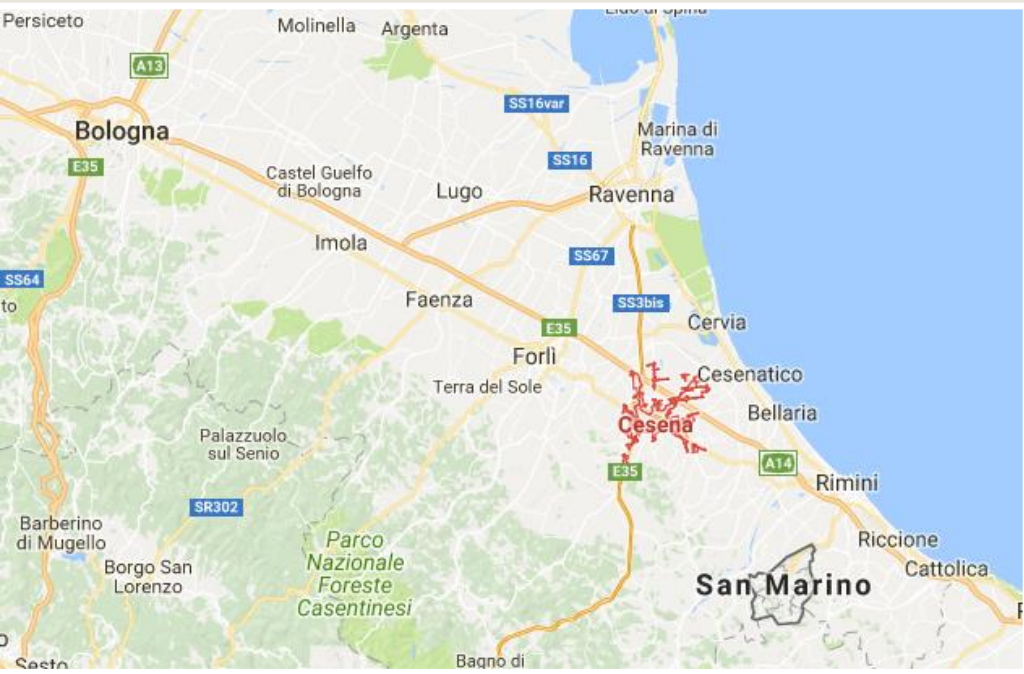 Lido di Spina
Persiceto
Molinella
Argenta
A13
SS16var
Bologna
Marina di
Ravenna
E35
SS16
Castel Guelfo
di Bologna
Lugo
Ravenna
Imola
SS67
SS64
to
Faenza
SS3bis
Cervia
E35
Forlì
Cesenatico
Terra del Sole
Bellaria
Cesena
Palazzuolo
sul Senio
A14
E35
Rimini
SR302
Barberino
di Mugello
Parco
Nazionale
Foreste
Casentinesi
Riccione
Borgo San
Lorenzo
Cattolica
San Marino
F
o
Sesto
Bagno di